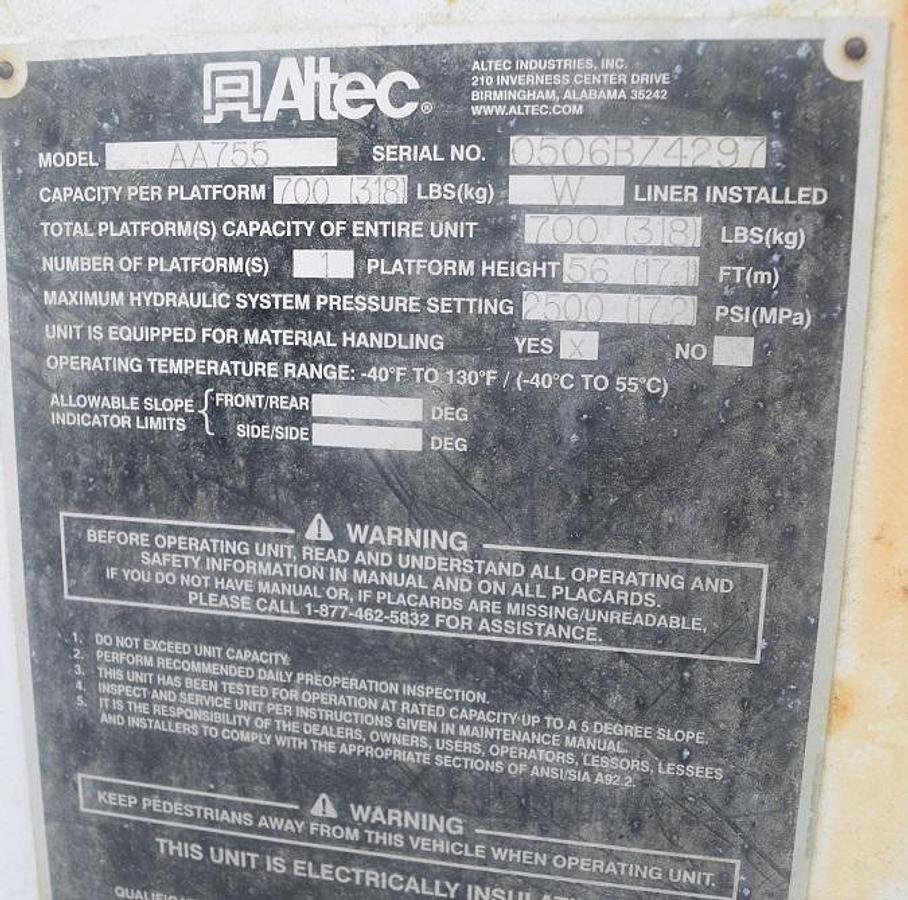 Altec®
ALTEC INDUSTRIES, INC.
210 INVERNESS CENTER DRIVE
BIRMINGHAM, ALABAMA 35242
WWW.ALTEC.COM
MODEL AA755 SERIAL NO. 0506BZ4297
CAPACITY PER PLATFORM 700 (318) LBS(kg) W LINER INSTALLED
TOTAL PLATFORM(S) CAPACITY OF ENTIRE UNIT 700 (318) LBS(kg)
NUMBER OF PLATFORM(S) 1 PLATFORM HEIGHT 56 (17.1) FT(m)
MAXIMUM HYDRAULIC SYSTEM PRESSURE SETTING 2500 (17.2) PSI(MPa)
UNIT IS EQUIPPED FOR MATERIAL HANDLING YES X NO
OPERATING TEMPERATURE RANGE: -40°F TO 130°F / (-40°C TO 55°C)
ALLOWABLE SLOPE INDICATOR LIMITS { FRONT/REAR DEG
SIDE/SIDE DEG
⚠ WARNING
BEFORE OPERATING UNIT, READ AND UNDERSTAND ALL OPERATING AND
SAFETY INFORMATION IN MANUAL AND ON ALL PLACARDS.
IF YOU DO NOT HAVE MANUAL OR, IF PLACARDS ARE MISSING/UNREADABLE,
PLEASE CALL 1-877-462-5832 FOR ASSISTANCE.
1. DO NOT EXCEED UNIT CAPACITY.
2. PERFORM RECOMMENDED DAILY PREOPERATION INSPECTION.
3. THIS UNIT HAS BEEN TESTED FOR OPERATION AT RATED CAPACITY UP TO A 5 DEGREE SLOPE.
4. INSPECT AND SERVICE UNIT PER INSTRUCTIONS GIVEN IN MAINTENANCE MANUAL.
5. IT IS THE RESPONSIBILITY OF THE DEALERS, OWNERS, USERS, OPERATORS, LESSORS, LESSEES
AND INSTALLERS TO COMPLY WITH THE APPROPRIATE SECTIONS OF ANSI/SIA A92.2.
⚠ WARNING
KEEP PEDESTRIANS AWAY FROM THIS VEHICLE WHEN OPERATING UNIT.
THIS UNIT IS ELECTRICALLY